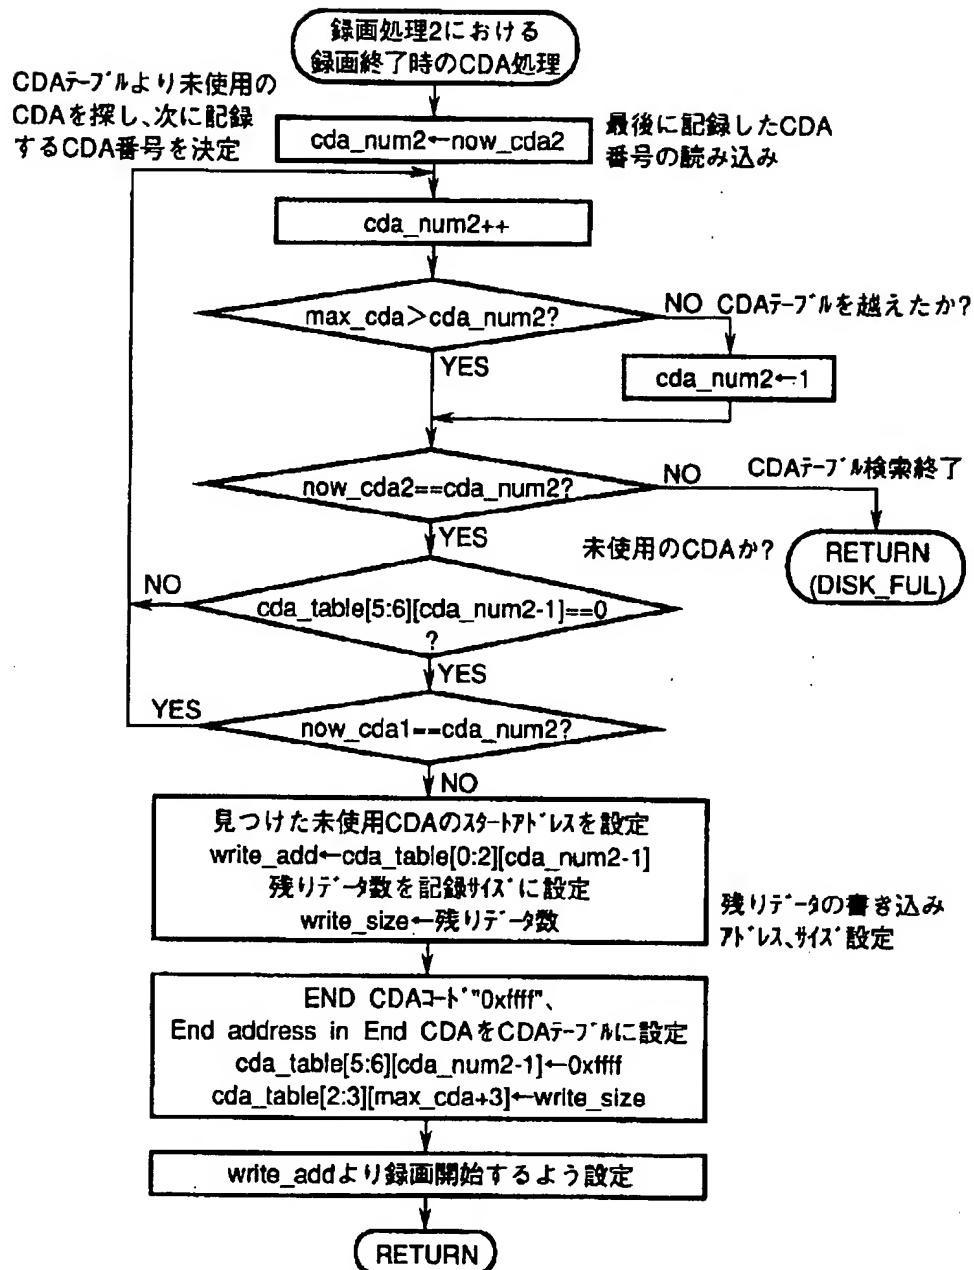 録画処理2における
録画終了時のCDA処理
CDAテーブルより未使用の
CDAを探し、次に記録
するCDA番号を決定
cda_num2←now_cda2
最後に記録したCDA
番号の読み込み
cda_num2++
max_cda>cda_num2?
NO CDAテーブルを越えたか?
YES
cda_num2←1
now_cda2==cda_num2?
NO
CDAテーブル検索終了
YES
未使用のCDAか?
RETURN
(DISK_FUL)
NO
cda_table[5:6][cda_num2-1]==0
?
YES
YES
now_cda1==cda_num2?
NO
見つけた未使用CDAのスタートアドレスを設定
write_add←cda_table[0:2][cda_num2-1]
残りデータ数を記録サイズに設定
write_size←残りデータ数
残りデータの書き込み
アドレス、サイズ設定
END CDAコード"0xffff"、
End address in End CDAをCDAテーブルに設定
cda_table[5:6][cda_num2-1]←0xffff
cda_table[2:3][max_cda+3]←write_size
write_addより録画開始するよう設定
RETURN